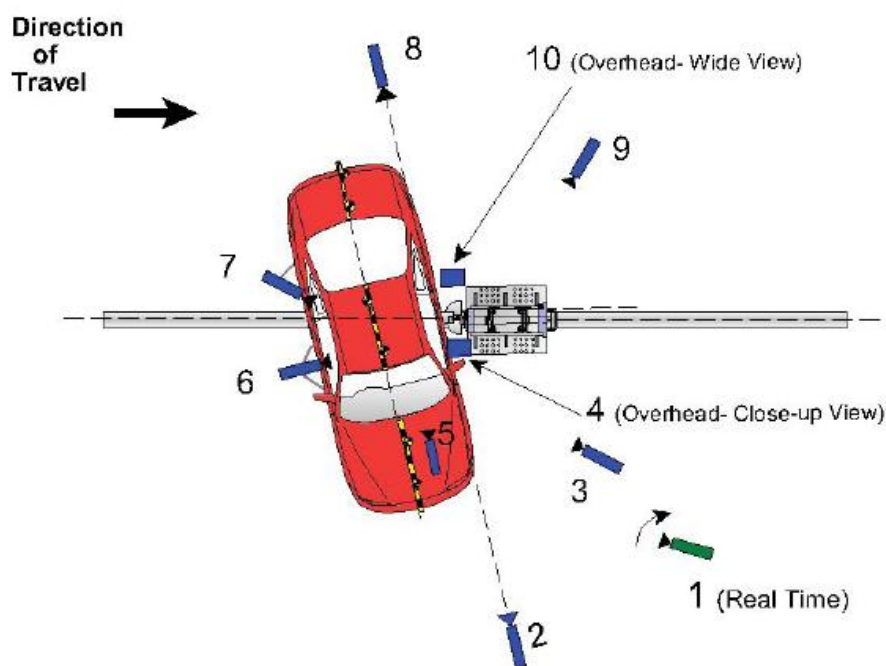 Direction
of
Travel
8
10 (Overhead- Wide View)
9
7
6
4 (Overhead- Close-up View)
5
3
1 (Real Time)
2